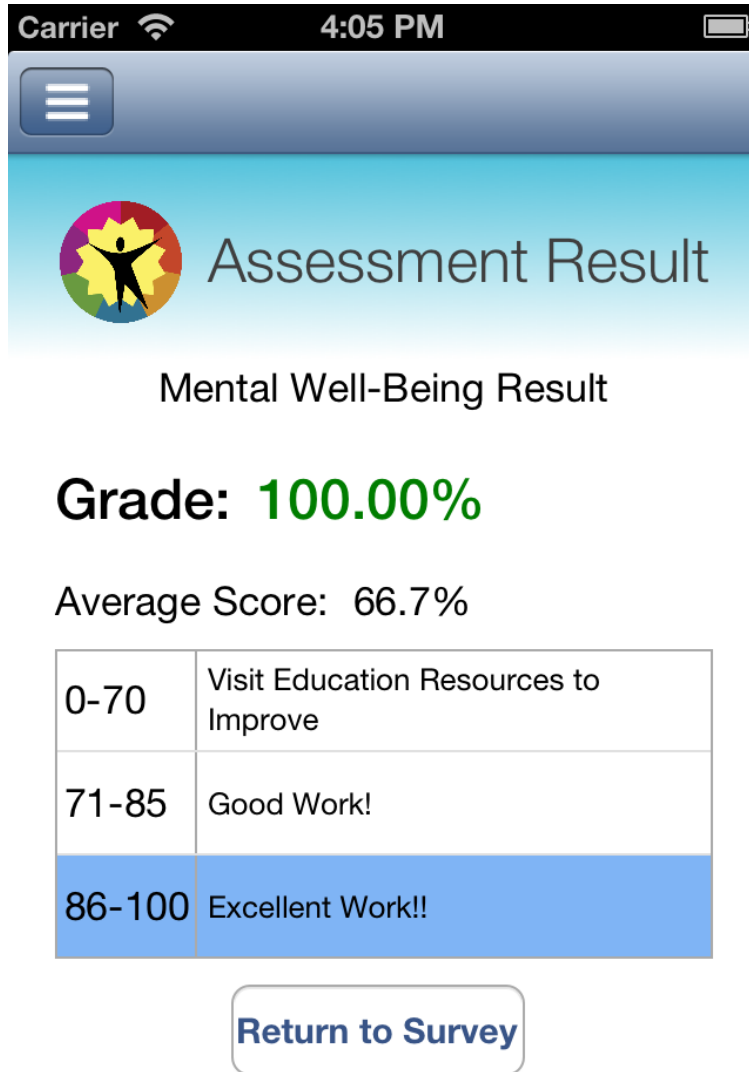 Carrier 4:05 PM
Assessment Result
Mental Well-Being Result
Grade: 100.00%
Average Score: 66.7%
0-70 Visit Education Resources to
Improve
71-85 Good Work!
86-100 Excellent Work!!
Return to Survey